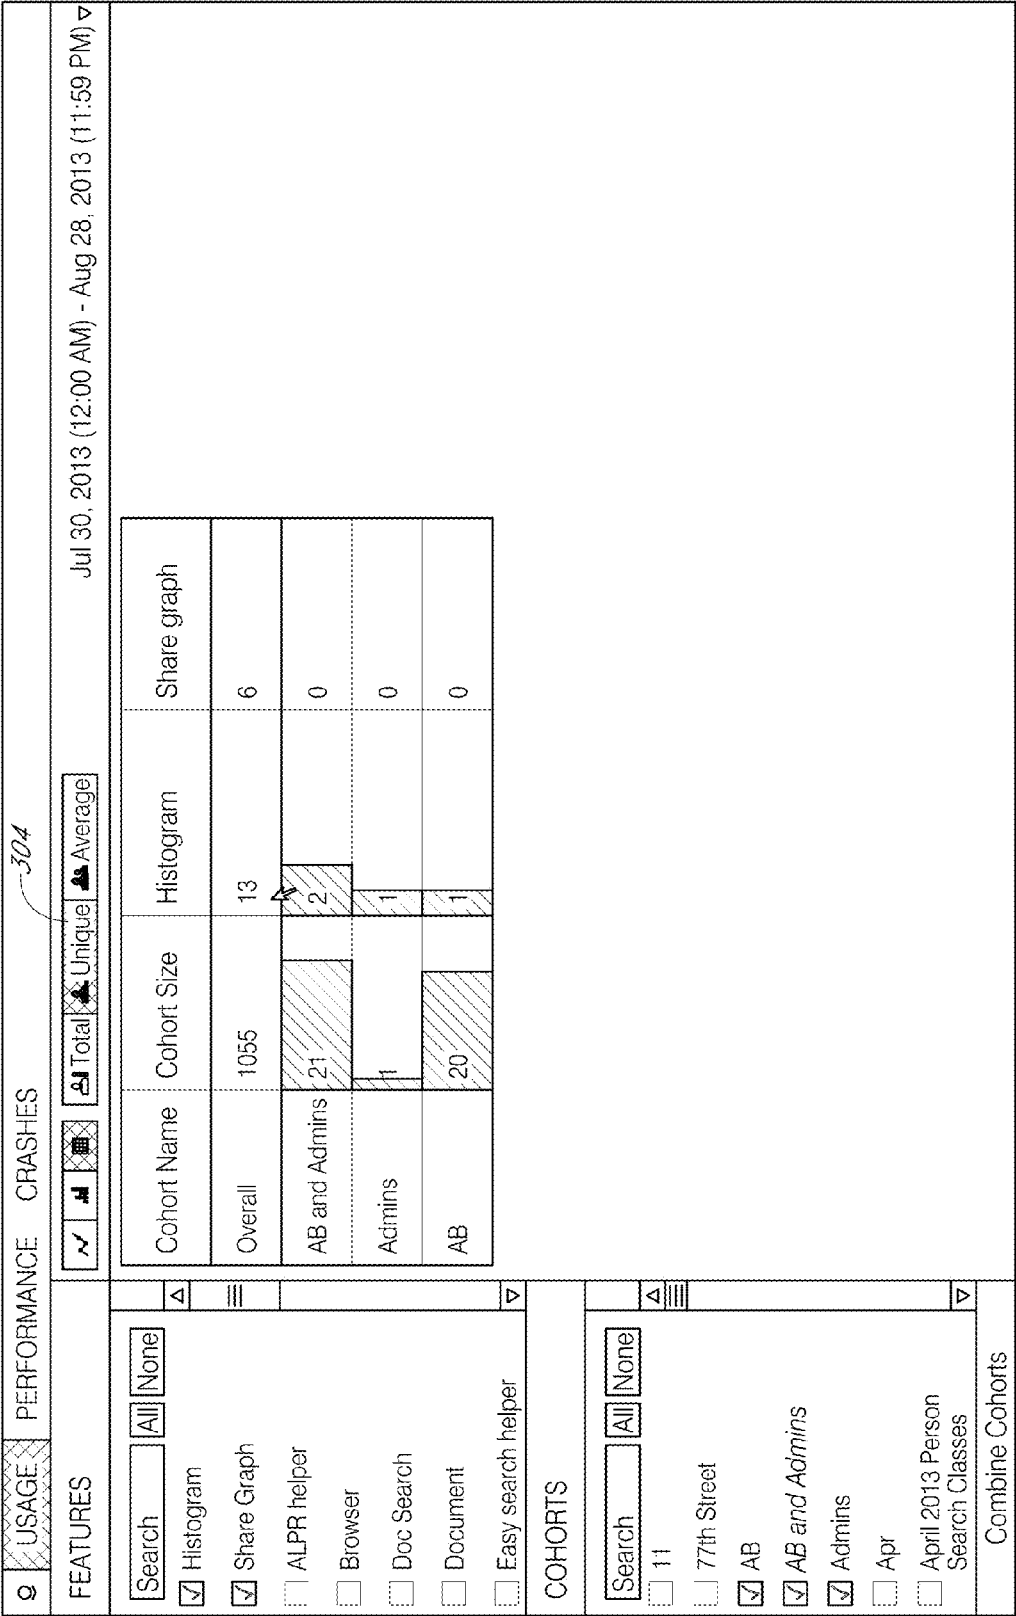 304
USAGE PERFORMANCE CRASHES
FEATURES
Total Unique Average
Jul 30, 2013 (12:00 AM) - Aug 28, 2013 (11:59 PM)
Search All None
Histogram
Share Graph
ALPR helper
Browser
Doc Search
Document
Easy search helper
COHORTS
Search All None
11
77th Street
AB
AB and Admins
Admins
Apr
April 2013 Person
Search Classes
Combine Cohorts
Cohort Name Cohort Size Histogram Share graph
Overall 1055 13 6
AB and Admins 21 2 0
Admins 1 1 0
AB 20 1 0